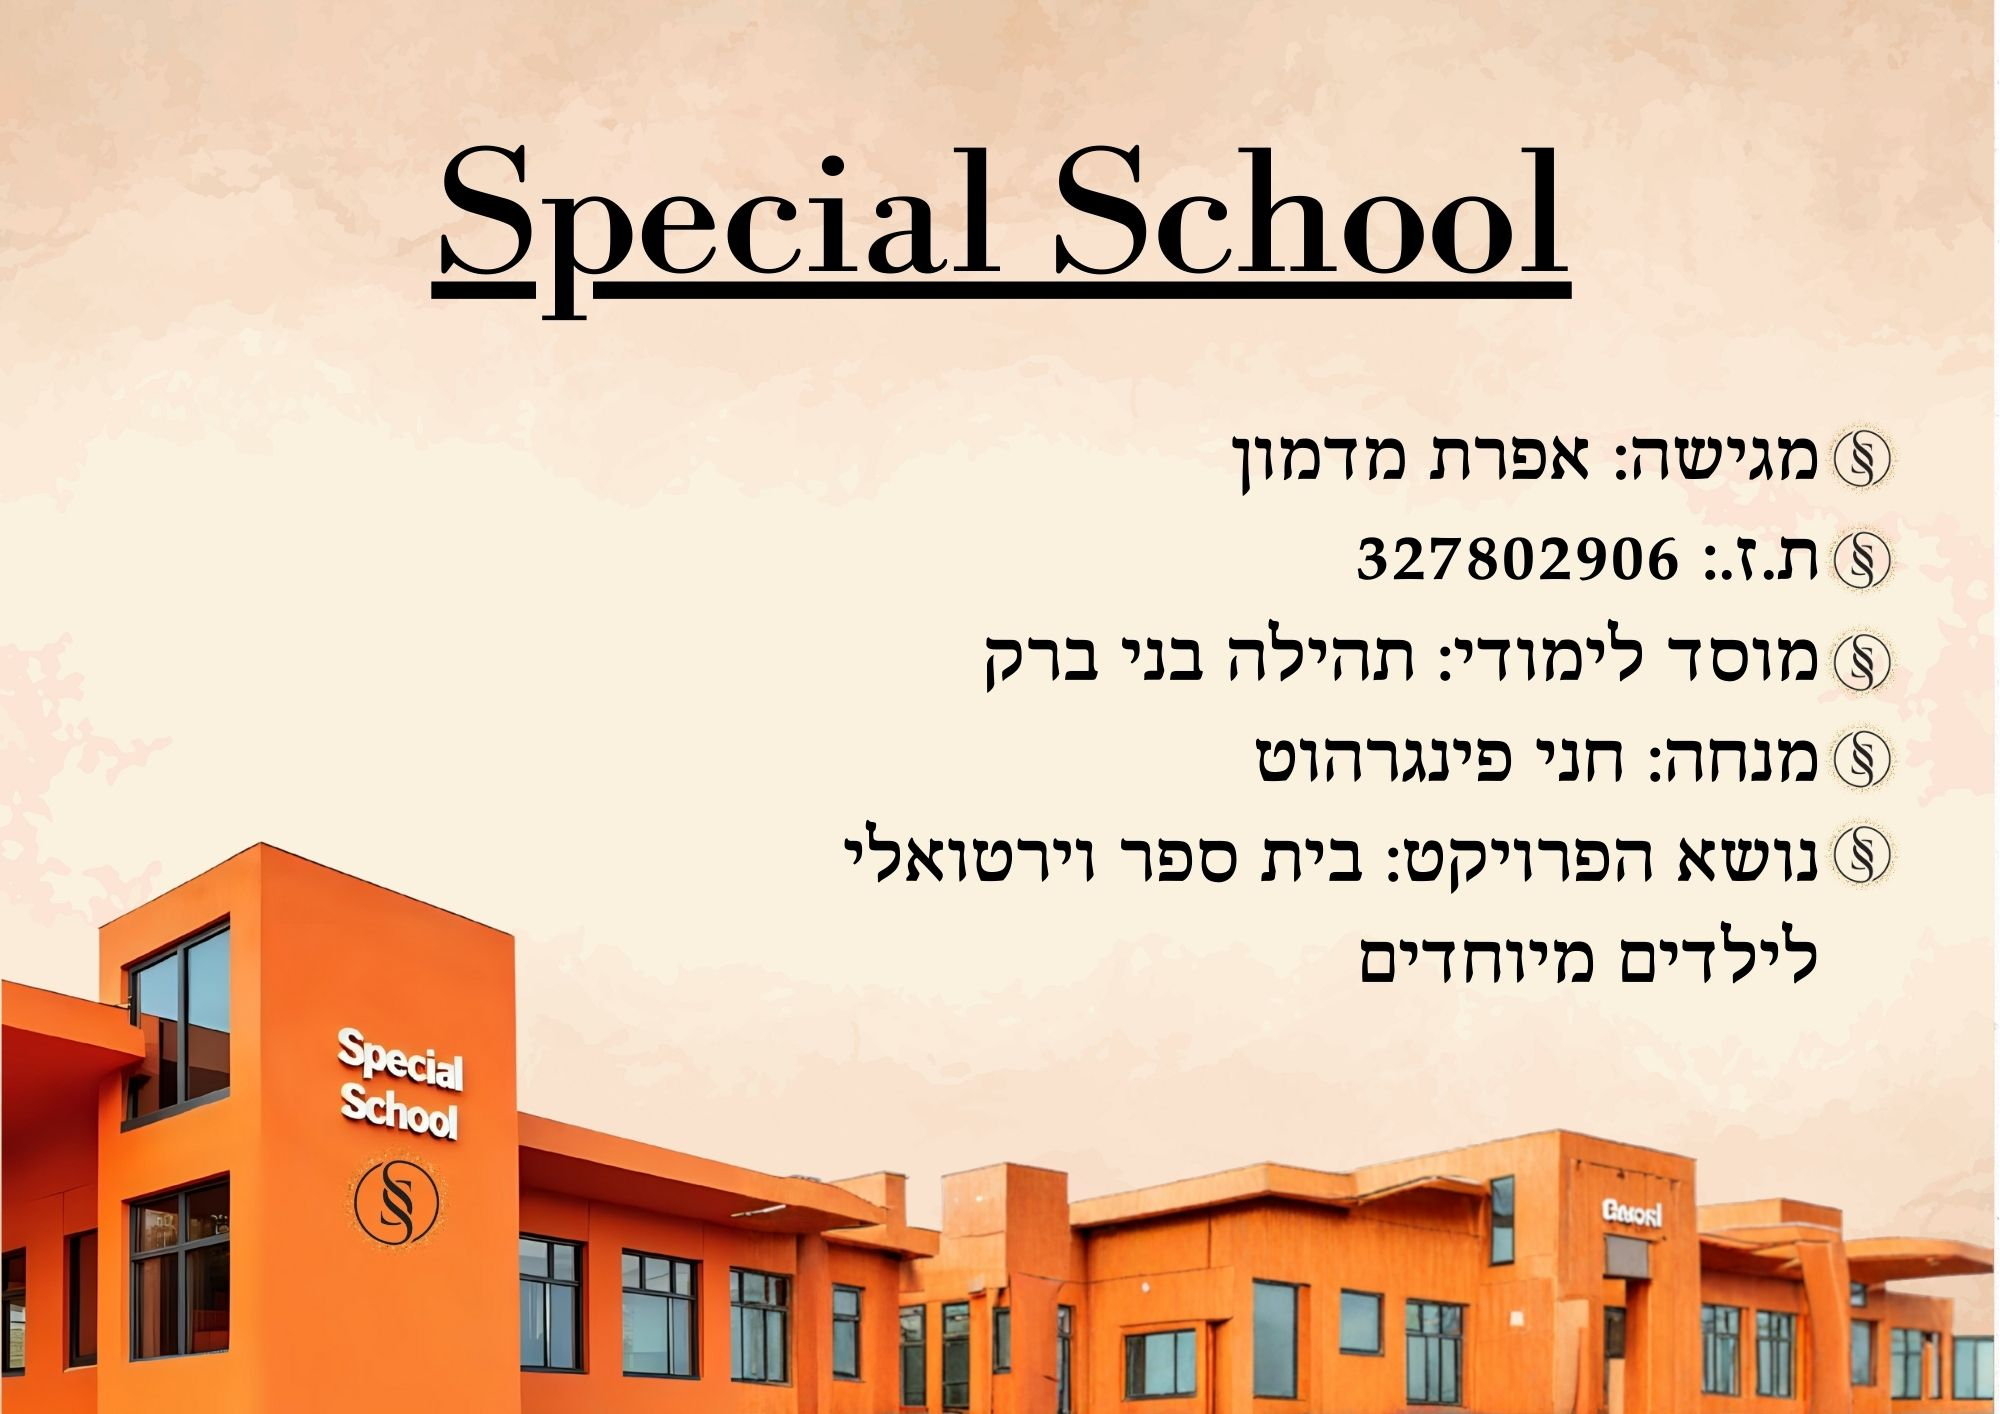 Special School
מגישה: אפרת מדמון
ת.ז.: 327802906
מוסד לימודי: תהילה בני ברק
מנחה: חני פינגרהוט
נושא הפרויקט: בית ספר וירטואלי
לילדים מיוחדים
Special
School